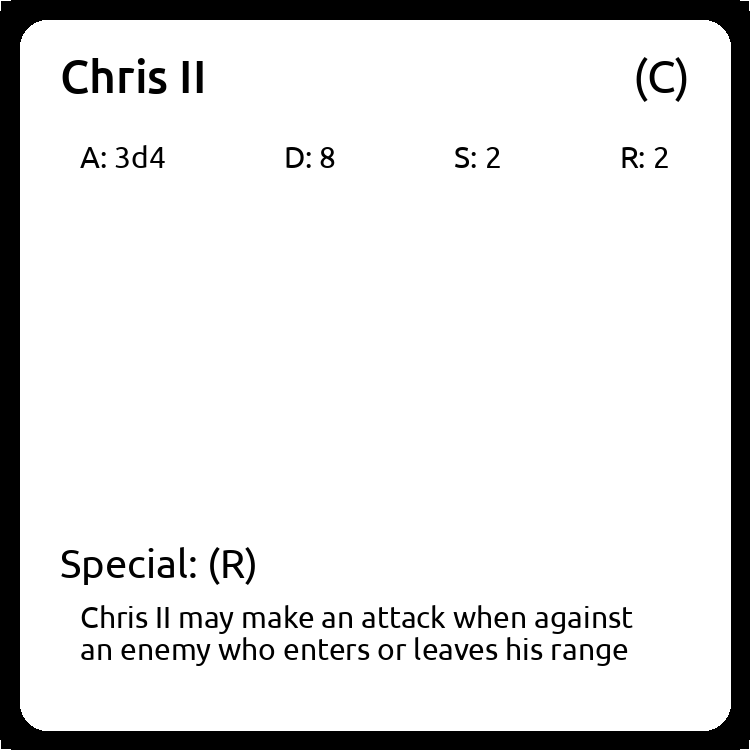 Chris II (C)
A: 3d4 D: 8 S: 2 R: 2
Special: (R)
Chris II may make an attack when against
an enemy who enters or leaves his range